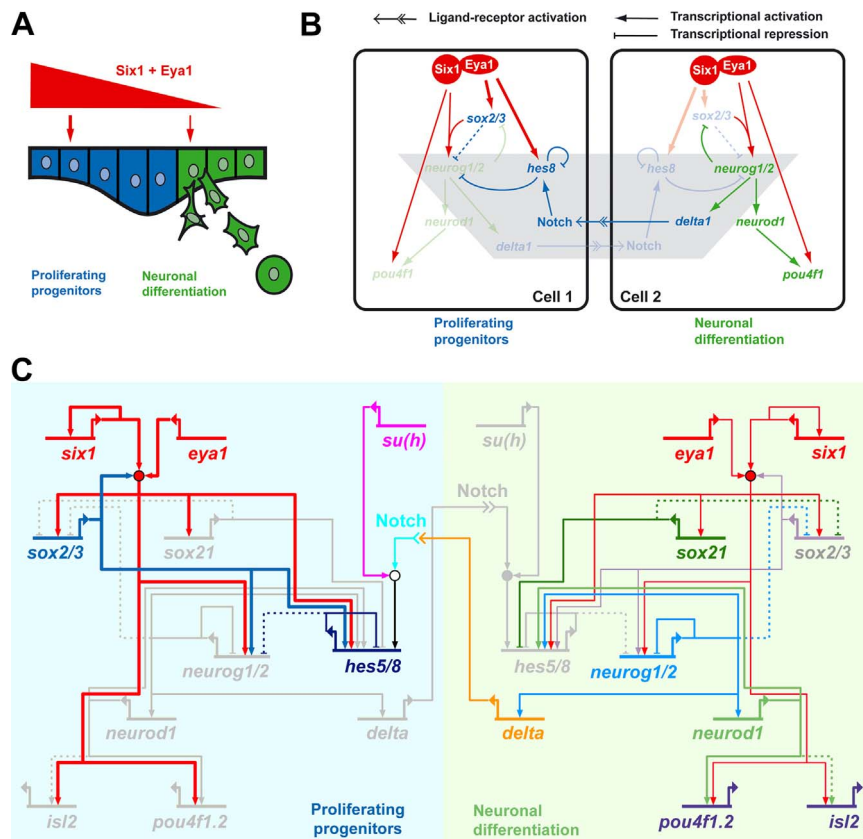 A
Six1 + Eya1
Proliferating
progenitors
Neuronal
differentiation
B
Ligand-receptor activation
Transcriptional activation
Transcriptional repression
Six1
Eya1
sox2/3
neurog1/2
hes8
neurod1
Notch
delta1
pou4f1
Cell 1
Six1
Eya1
sox2/3
hes8
neurog1/2
delta1
neurod1
Notch
pou4f1
Cell 2
Proliferating
progenitors
Neuronal
differentiation
C
six1
eya1
su(h)
su(h)
eya1
six1
Notch
Notch
sox2/3
sox21
sox21
sox2/3
neurog1/2
hes5/8
hes5/8
neurog1/2
neurod1
delta
delta
neurod1
isl2
pou4f1.2
Proliferating
progenitors
Neuronal
differentiation
pou4f1.2
isl2